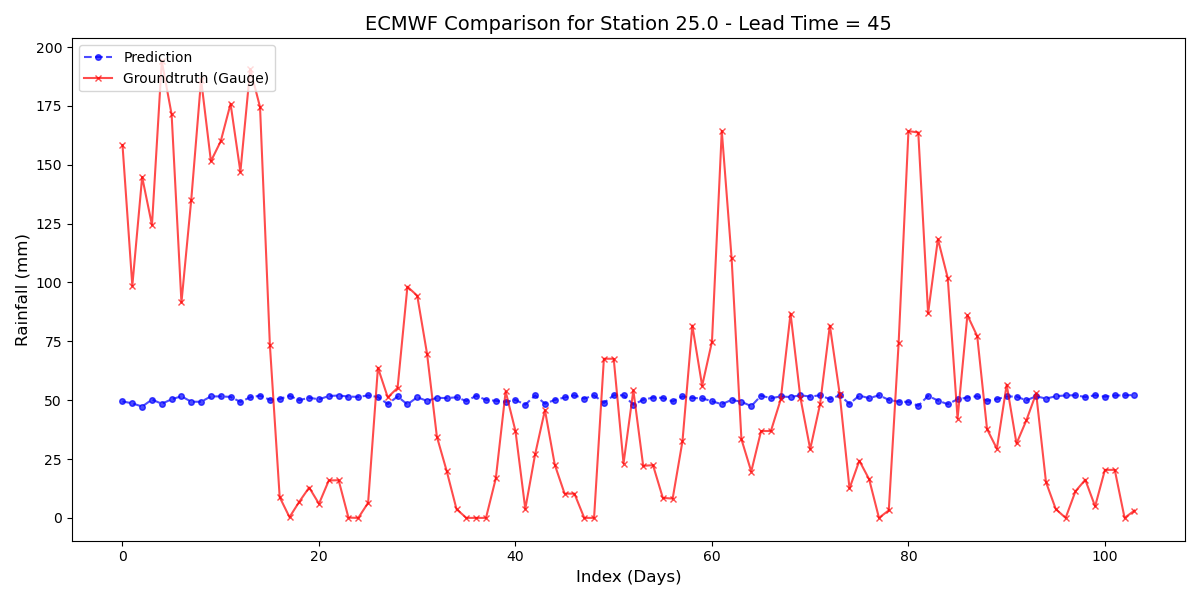 ECMWF Comparison for Station 25.0 - Lead Time = 45
Prediction
Groundtruth (Gauge)
200
175
150
125
100
75
50
25
0
Rainfall (mm)
0 20 40 60 80 100
Index (Days)